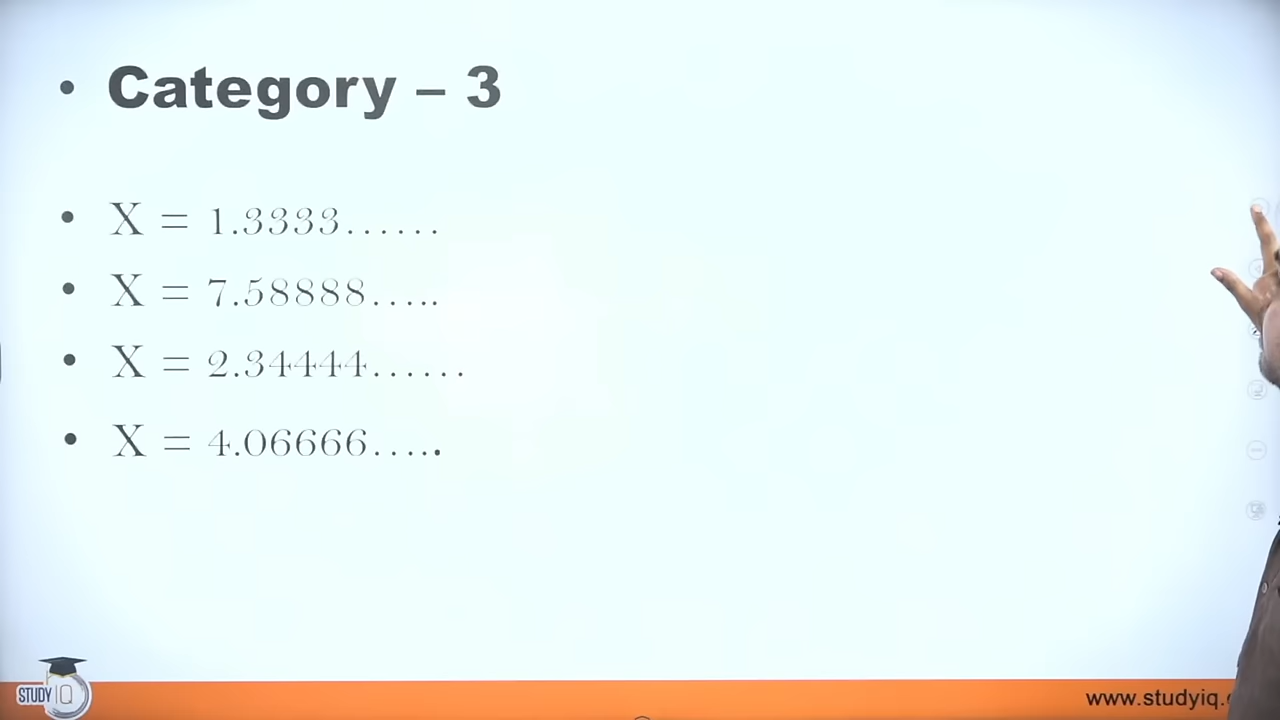 • Category – 3
• X = 1.3333......
• X = 7.58888.....
• X = 2.34444......
• X = 4.06666.....
STUDY IQ
www.studyiq.